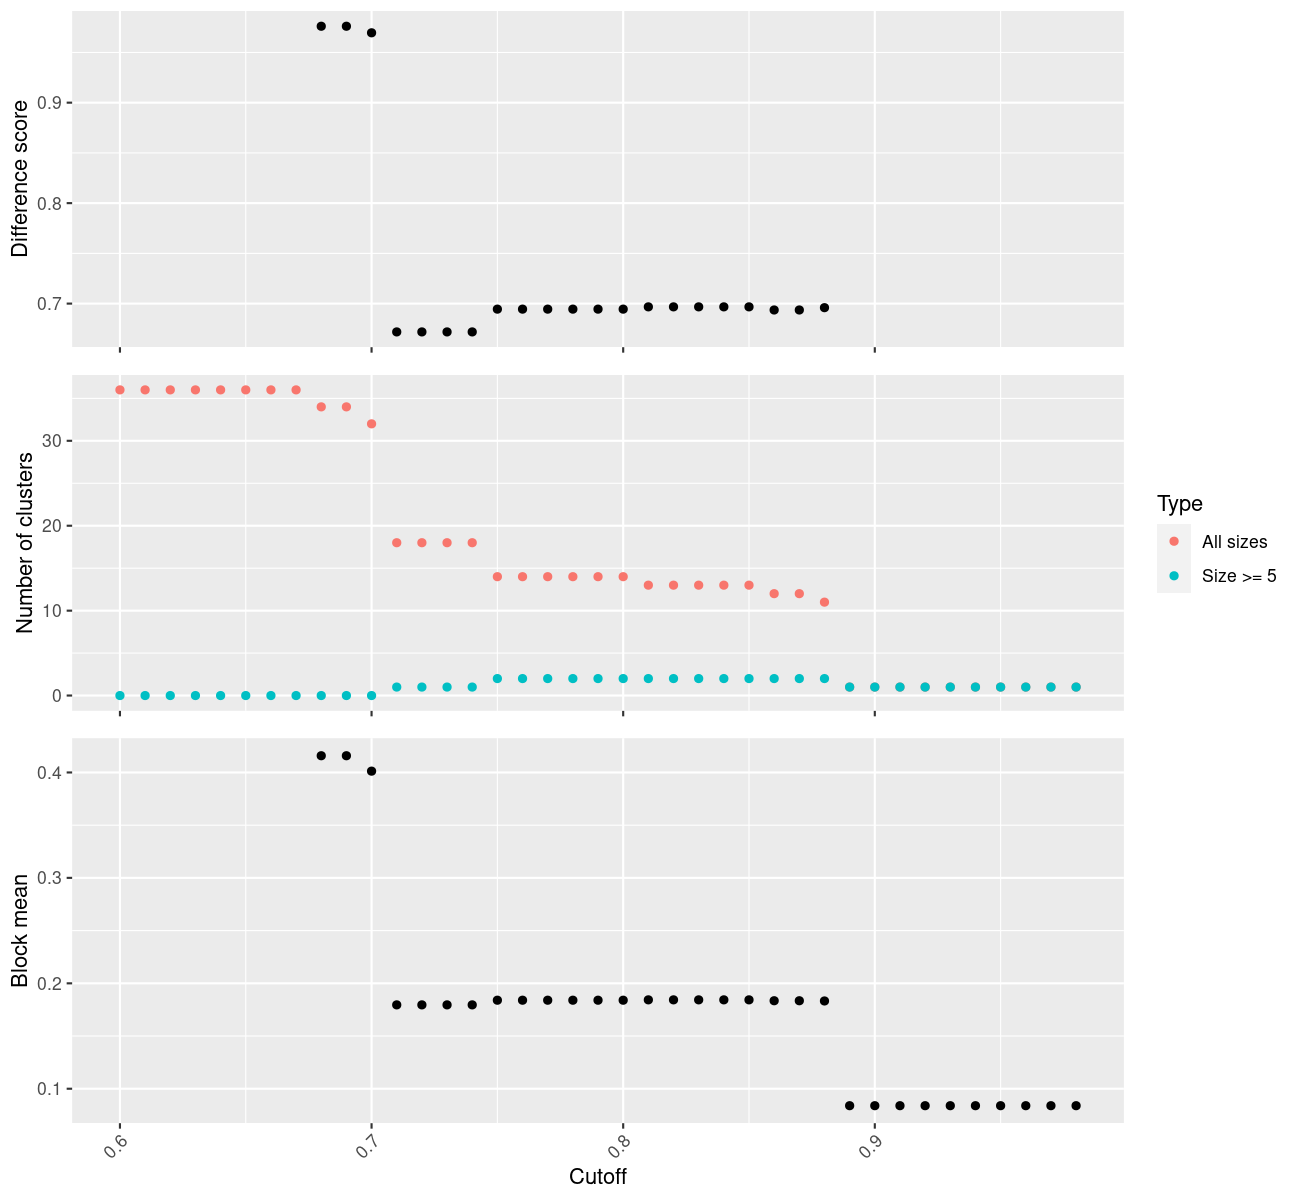 Difference score
0.9
0.8
0.7
Number of clusters
30
20
10
0
Type
All sizes
Size >= 5
Block mean
0.4
0.3
0.2
0.1
0.6
0.7
0.8
0.9
Cutoff